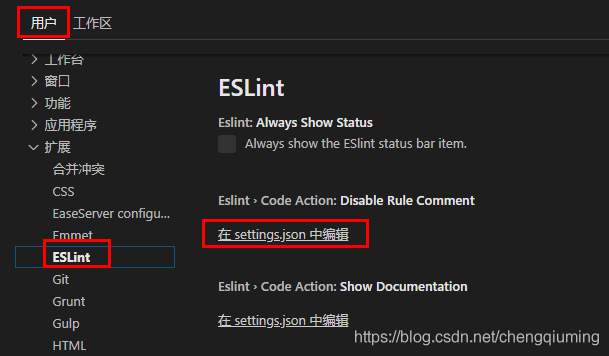 用户 工作区
工作台
窗口
功能
应用程序
扩展
合并冲突
CSS
EaseServer configu...
Emmet
ESLint
Git
Grunt
Gulp
HTML
ESLint
Eslint: Always Show Status
Always show the ESlint status bar item.
Eslint › Code Action: Disable Rule Comment
在 settings.json 中编辑
Eslint › Code Action: Show Documentation
在 settings.json 中编辑
https://blog.csdn.net/chengqiuming